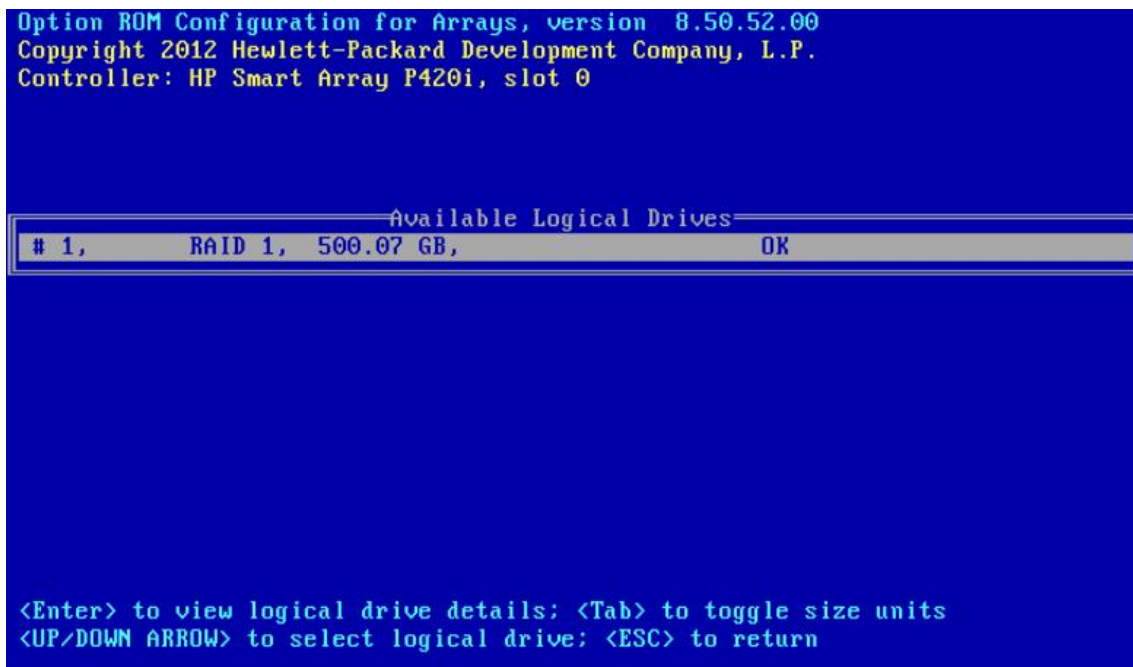 Option ROM Configuration for Arrays, version 8.50.52.00
Copyright 2012 Hewlett-Packard Development Company, L.P.
Controller: HP Smart Array P420i, slot 0
Available Logical Drives
# 1, RAID 1, 500.07 GB, OK
<Enter> to view logical drive details; <Tab> to toggle size units
<UP/DOWN ARROW> to select logical drive; <ESC> to return